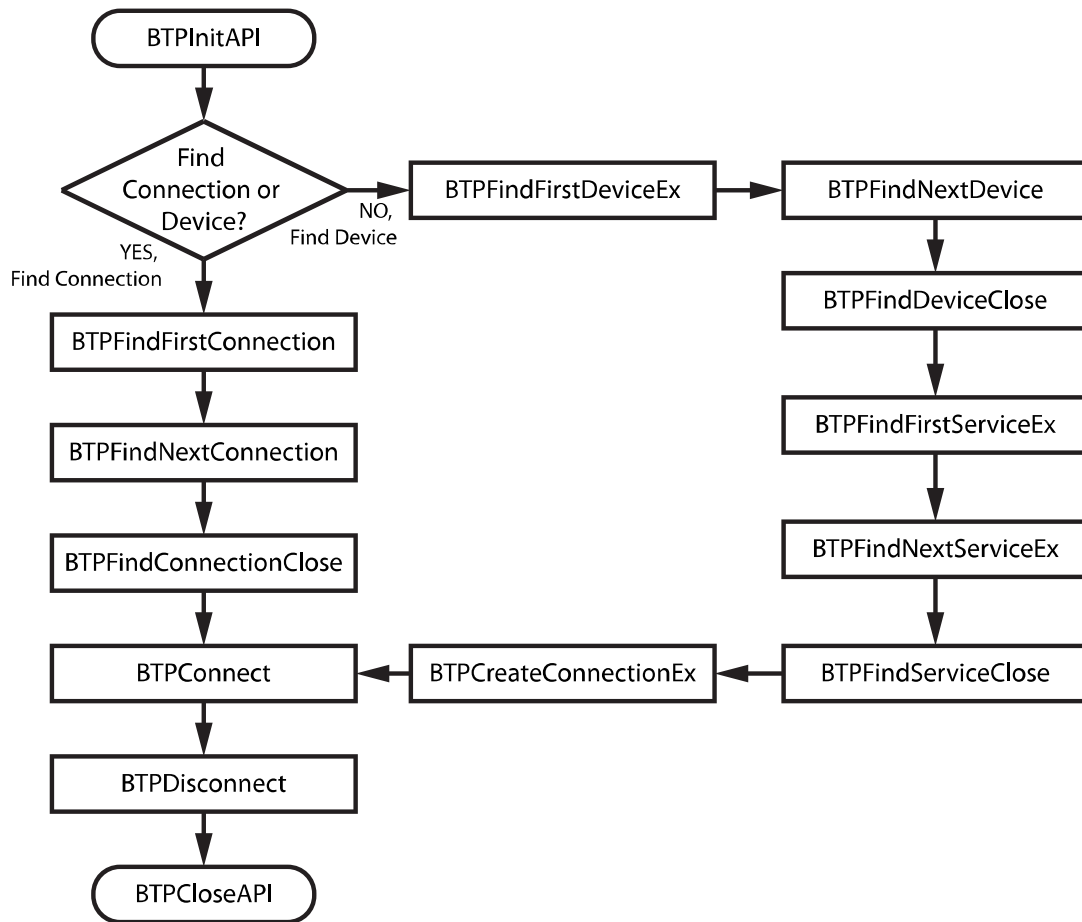 BTPInitAPI
Find
Connection or
Device?
NO,
Find Device
YES,
Find Connection
BTPFindFirstDeviceEx
BTPFindNextDevice
BTPFindDeviceClose
BTPFindFirstConnection
BTPFindFirstServiceEx
BTPFindNextConnection
BTPFindNextServiceEx
BTPFindConnectionClose
BTPConnect
BTPCreateConnectionEx
BTPFindServiceClose
BTPDisconnect
BTPCloseAPI